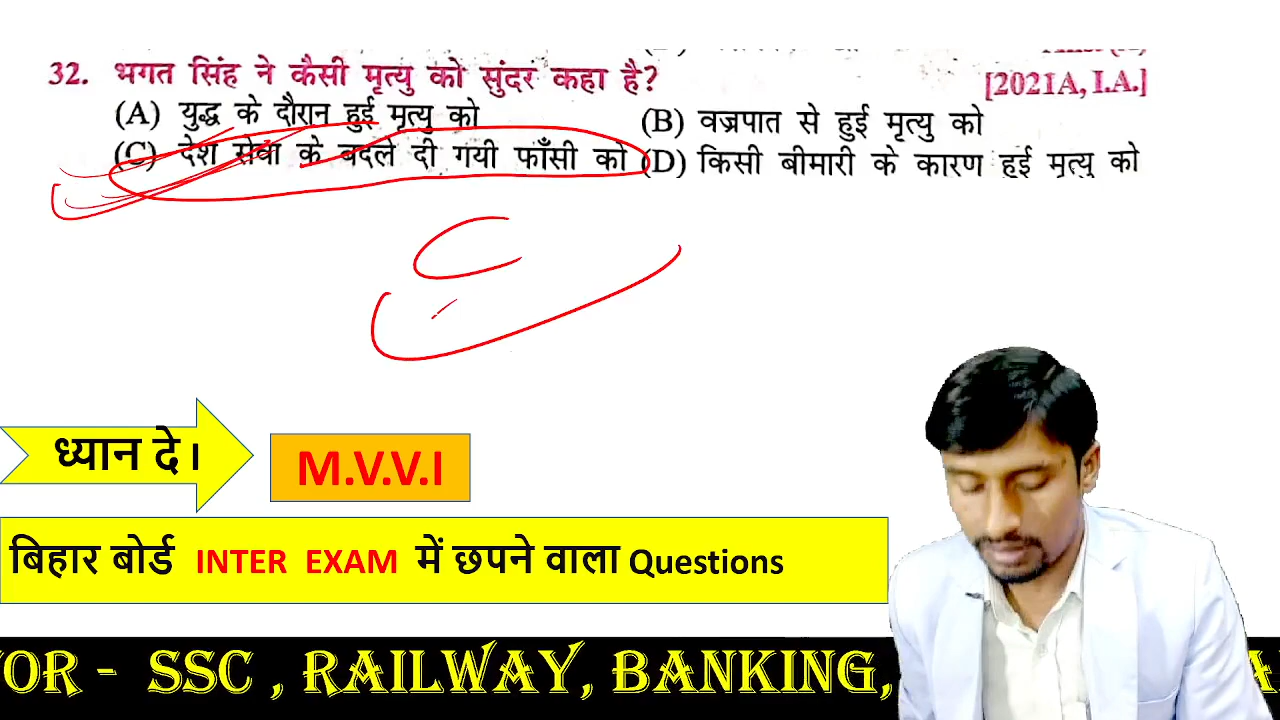 32. भगत सिंह ने कैसी मृत्यु को सुंदर कहा है? [2021A, I.A.]
(A) युद्ध के दौरान हुई मृत्यु को (B) वज्रपात से हुई मृत्यु को
(C) देश सेवा के बदले दी गयी फाँसी को (D) किसी बीमारी के कारण हुई मृत्यु को
C
ध्यान दे।
M.V.V.I
बिहार बोर्ड INTER EXAM में छपने वाला Questions
OR - SSC , RAILWAY, BANKING,